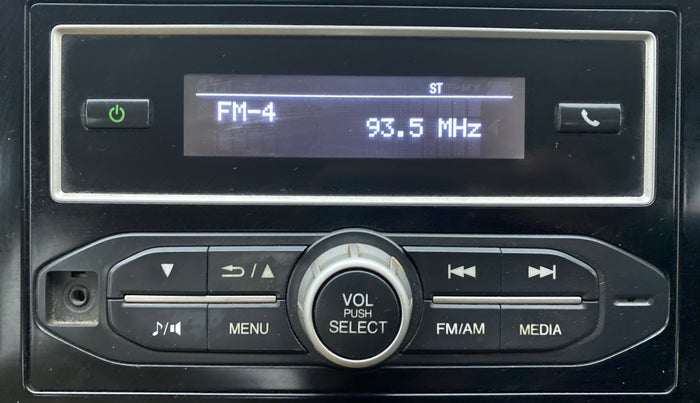 ST
FM-4
93.5 MHz
VOL
PUSH
SELECT
MENU
FM/AM
MEDIA